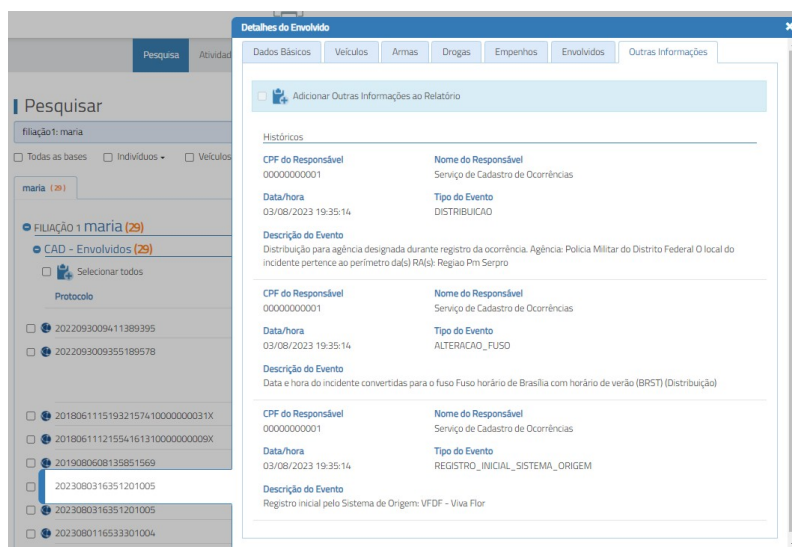 Detalhes do Envolvido
Pesquisa
Atividad
Dados Básicos
Veículos
Armas
Drogas
Empenhos
Envolvidos
Outras Informações
Adicionar Outras Informações ao Relatório
Pesquisar
filiação1: maria
Todas as bases
Indivíduos
Veículos
maria (29)
FILIAÇÃO 1 maria (29)
CAD - Envolvidos (29)
Selecionar todos
Protocolo
2022093009411389395
2022093009355189578
20180611151932157410000000031X
20180611121554161310000000009X
2019080608135851569
2023080316351201005
2023080316351201005
2023080116533301004
Históricos
CPF do Responsável
Nome do Responsável
00000000001
Serviço de Cadastro de Ocorrências
Data/hora
Tipo do Evento
03/08/2023 19:35:14
DISTRIBUICAO
Descrição do Evento
Distribuição para agência designada durante registro da ocorrência. Agência: Policia Militar do Distrito Federal O local do
incidente pertence ao perímetro da(s) RA(s): Regiao Pm Serpro
CPF do Responsável
Nome do Responsável
00000000001
Serviço de Cadastro de Ocorrências
Data/hora
Tipo do Evento
03/08/2023 19:35:14
ALTERACAO_FUSO
Descrição do Evento
Data e hora do incidente convertidas para o fuso Fuso horário de Brasília com horário de verão (BRST) (Distribuição)
CPF do Responsável
Nome do Responsável
00000000001
Serviço de Cadastro de Ocorrências
Data/hora
Tipo do Evento
03/08/2023 19:35:14
REGISTRO_INICIAL_SISTEMA_ORIGEM
Descrição do Evento
Registro inicial pelo Sistema de Origem: VFDF - Viva Flor